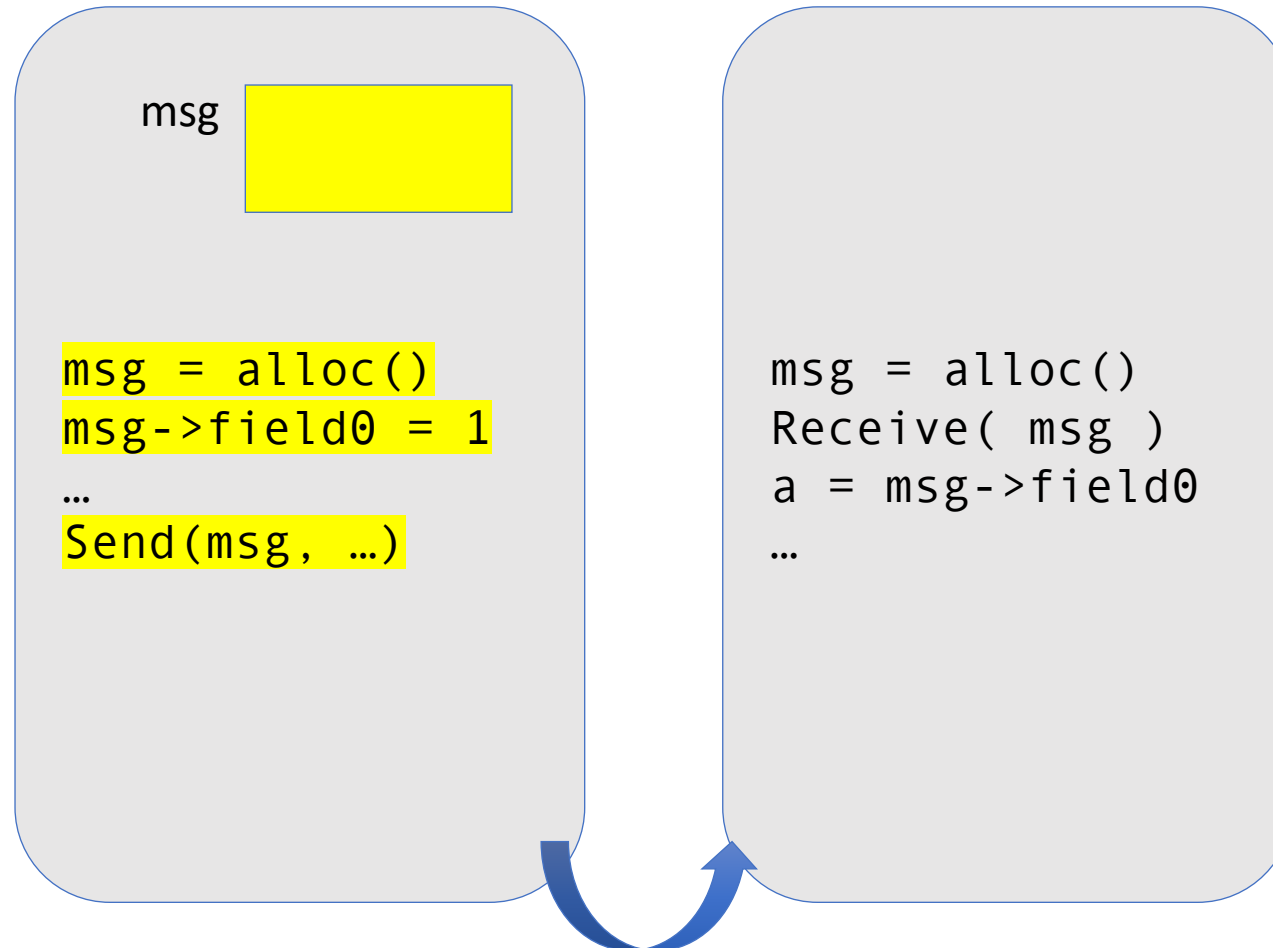 msg
msg = alloc()
msg->field0 = 1
…
Send(msg, …)
msg = alloc()
Receive( msg )
a = msg->field0
…